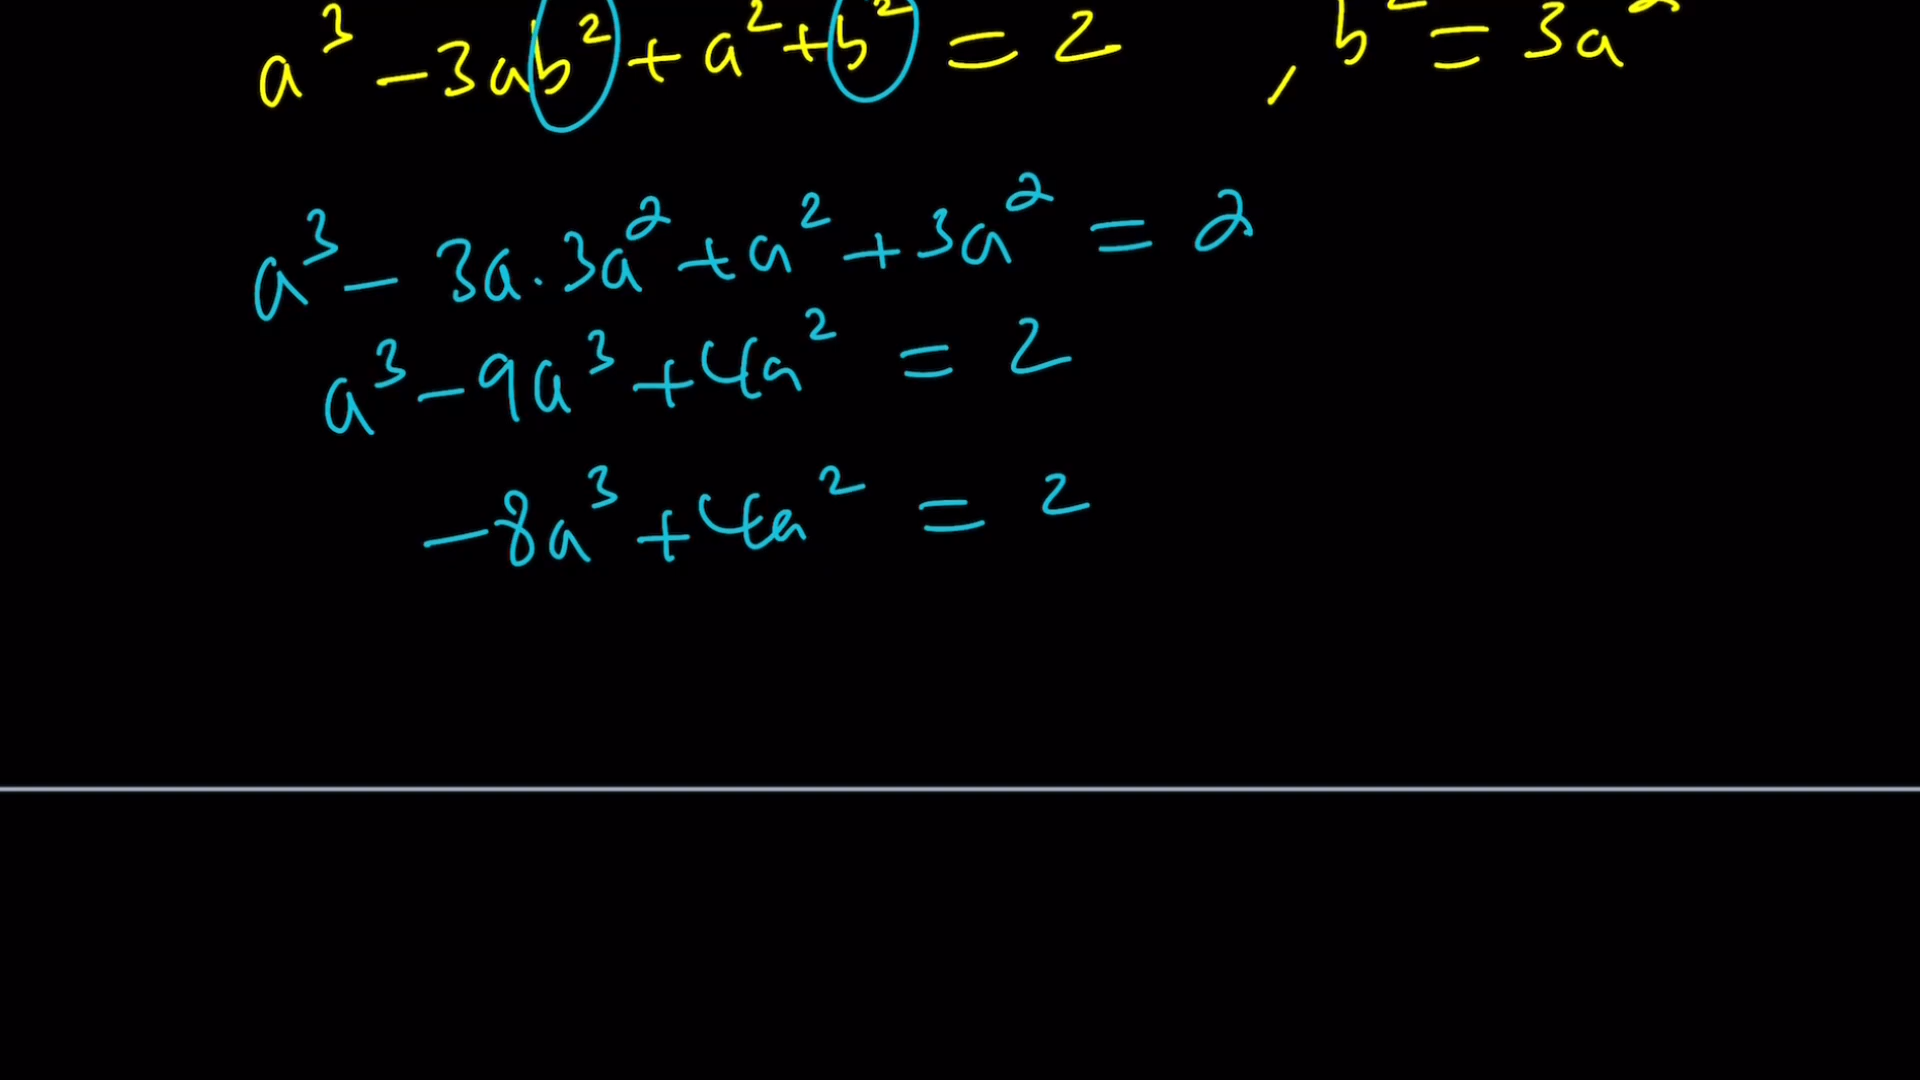 a³ - 3ab² + a² + b² = 2 , b² = 3a²
a³ - 3a·3a² + a² + 3a² = 2
a³ - 9a³ + 4a² = 2
-8a³ + 4a² = 2